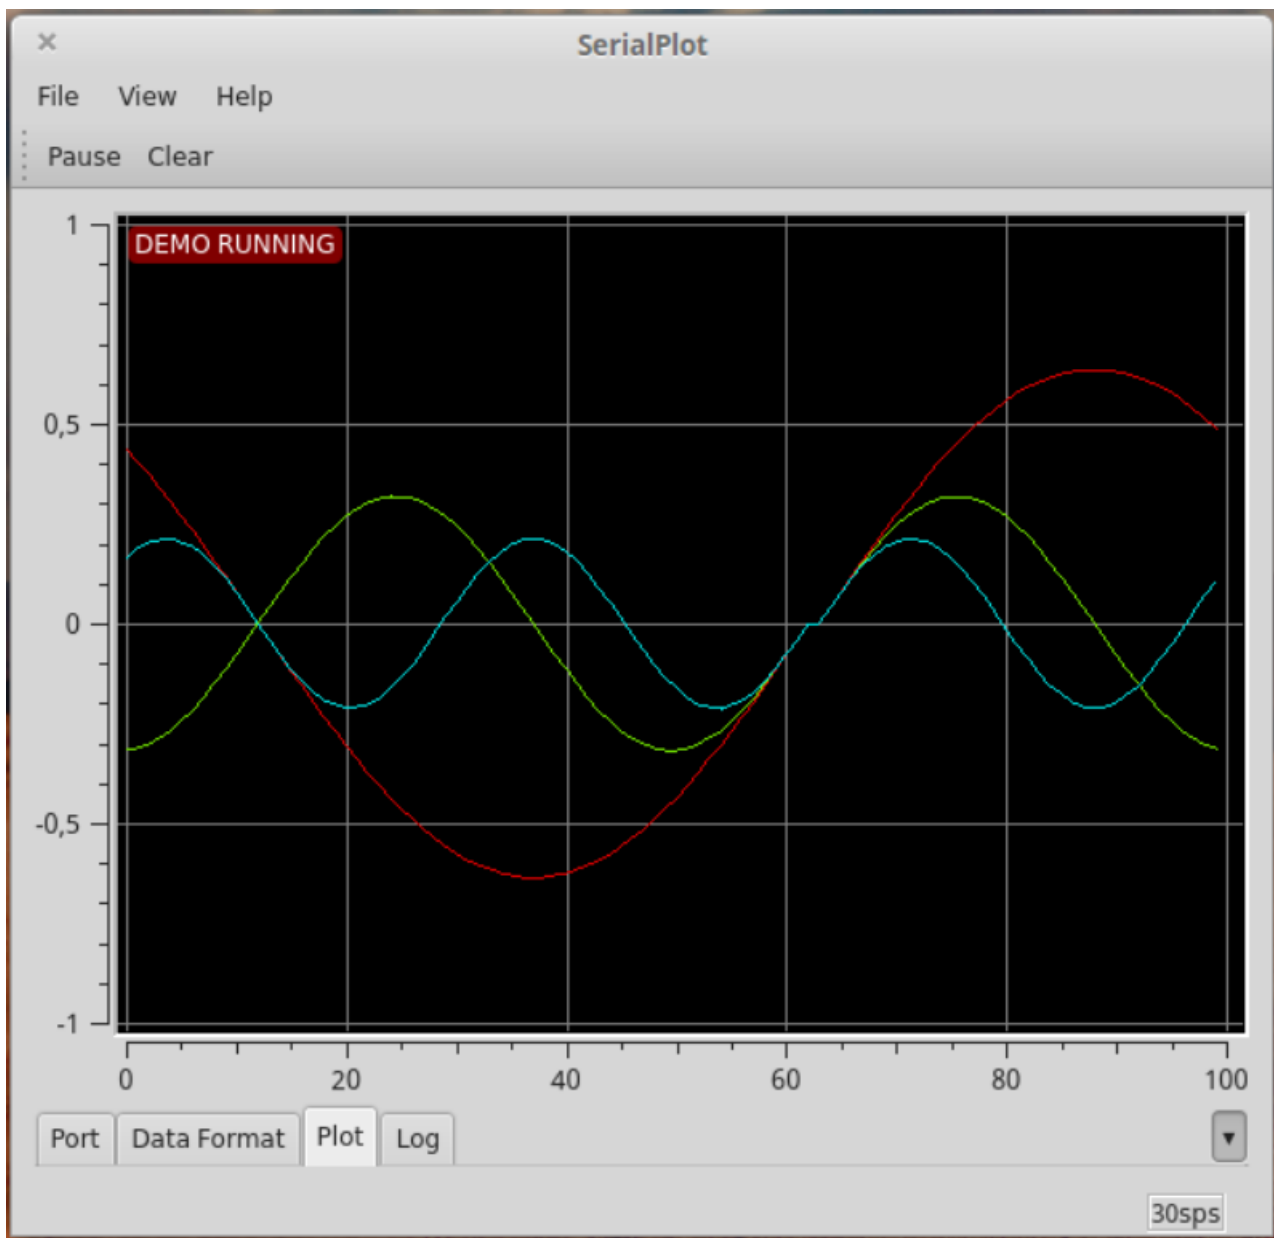 SerialPlot
File View Help
Pause Clear
1
DEMO RUNNING
0,5
0
-0,5
-1
0 20 40 60 80 100
Port Data Format Plot Log
30sps